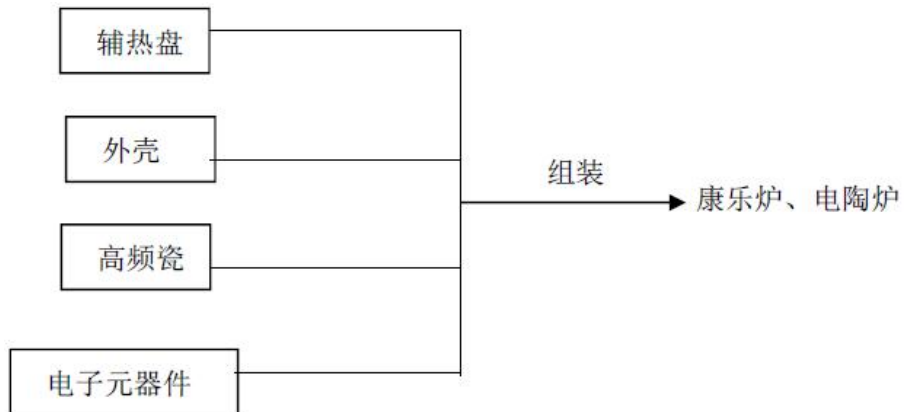 辅热盘
外壳
组装
康乐炉、电陶炉
高频瓷
电子元器件